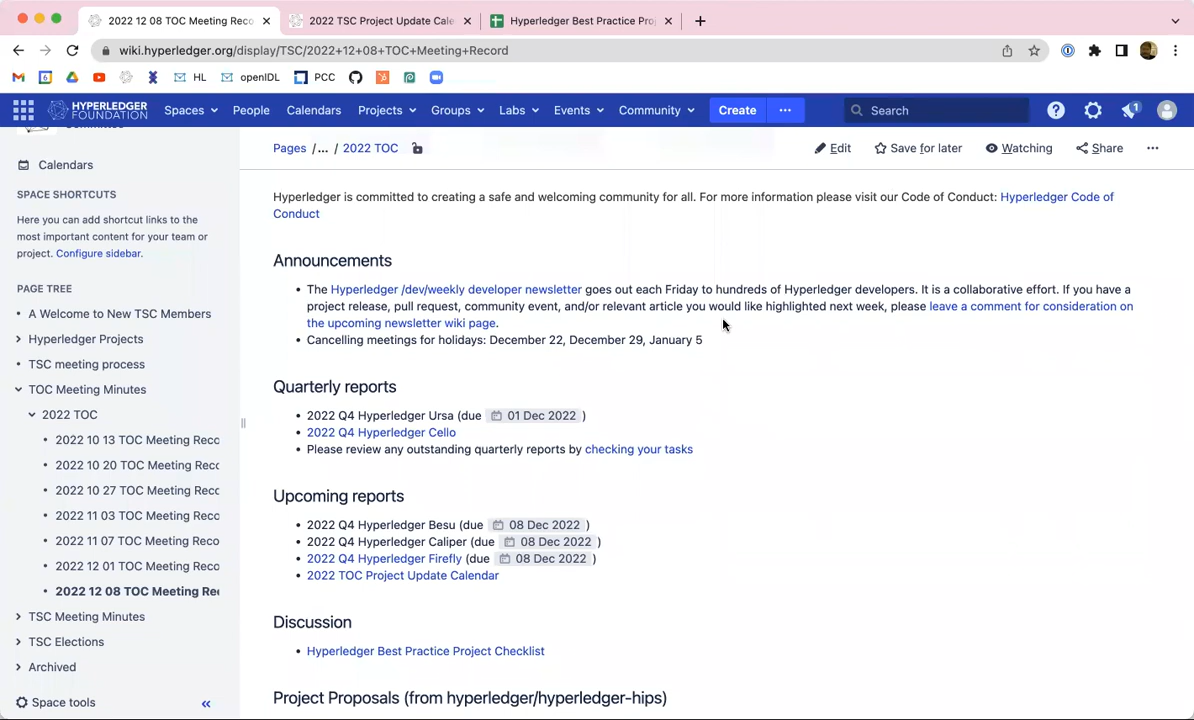 2022 12 08 TOC Meeting Reco
2022 TSC Project Update Cale
Hyperledger Best Practice Proj
wiki.hyperledger.org/display/TSC/2022+12+08+TOC+Meeting+Record
6
HL
openIDL
PCC
HYPERLEDGER
FOUNDATION
Spaces
People
Calendars
Projects
Groups
Labs
Events
Community
Create
Search
1
Calendars
SPACE SHORTCUTS
Here you can add shortcut links to the
most important content for your team or
project. Configure sidebar.
PAGE TREE
• A Welcome to New TSC Members
Hyperledger Projects
• TSC meeting process
TOC Meeting Minutes
2022 TOC
• 2022 10 13 TOC Meeting Reco
• 2022 10 20 TOC Meeting Reco
• 2022 10 27 TOC Meeting Reco
• 2022 11 03 TOC Meeting Reco
• 2022 11 07 TOC Meeting Reco
• 2022 12 01 TOC Meeting Reco
• 2022 12 08 TOC Meeting Rec
TSC Meeting Minutes
TSC Elections
Archived
Space tools
Pages /... / 2022 TOC
Edit
Save for later
Watching
Share
Hyperledger is committed to creating a safe and welcoming community for all. For more information please visit our Code of Conduct: Hyperledger Code of
Conduct
Announcements
• The Hyperledger /dev/weekly developer newsletter goes out each Friday to hundreds of Hyperledger developers. It is a collaborative effort. If you have a
project release, pull request, community event, and/or relevant article you would like highlighted next week, please leave a comment for consideration on
the upcoming newsletter wiki page.
• Cancelling meetings for holidays: December 22, December 29, January 5
Quarterly reports
• 2022 Q4 Hyperledger Ursa (due 01 Dec 2022 )
• 2022 Q4 Hyperledger Cello
• Please review any outstanding quarterly reports by checking your tasks
Upcoming reports
• 2022 Q4 Hyperledger Besu (due 08 Dec 2022 )
• 2022 Q4 Hyperledger Caliper (due 08 Dec 2022 )
• 2022 Q4 Hyperledger Firefly (due 08 Dec 2022 )
• 2022 TOC Project Update Calendar
Discussion
• Hyperledger Best Practice Project Checklist
Project Proposals (from hyperledger/hyperledger-hips)